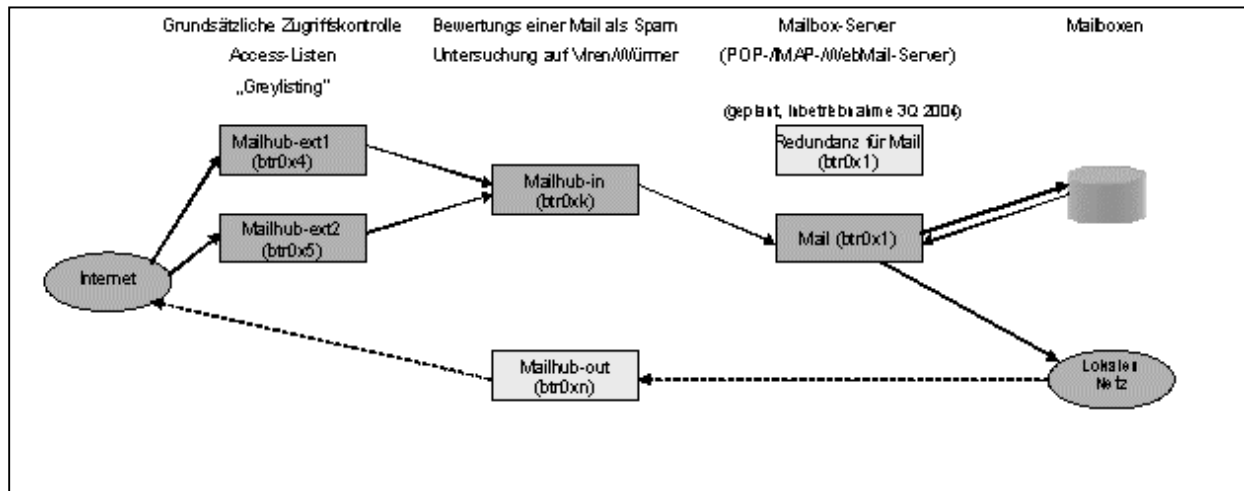 Grundsätzliche Zugriffskontrolle
Access-Listen
„Greylisting“
Bewertungs einer Mail als Spam
Untersuchung auf Viren/Würmer
Mailbox-Server
(POP-/IMAP-/WebMail-Server)
Mailboxen
(geplant, Inbetriebnahme 3Q 2004)
Mailhub-ext1
(btr0x4)
Redundanz für Mail
(btr0x1)
Mailhub-in
(btr0xk)
Mailhub-ext2
(btr0x5)
Mail (btr0x1)
Internet
Mailhub-out
(btr0xn)
Lokales
Netz